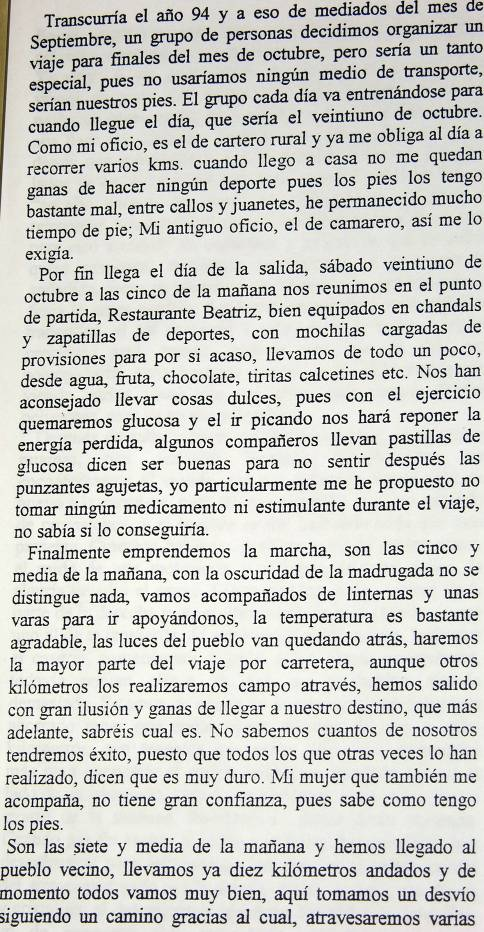 Transcurría el año 94 y a eso de mediados del mes de
Septiembre, un grupo de personas decidimos organizar un
viaje para finales del mes de octubre, pero sería un tanto
especial, pues no usaríamos ningún medio de transporte,
serían nuestros pies. El grupo cada día va entrenándose para
cuando llegue el día, que sería el veintiuno de octubre.
Como mi oficio, es el de cartero rural y ya me obliga al día a
recorrer varios kms. cuando llego a casa no me quedan
ganas de hacer ningún deporte pues los pies los tengo
bastante mal, entre callos y juanetes, he permanecido mucho
tiempo de pie; Mi antiguo oficio, el de camarero, así me lo
exigía.
Por fin llega el día de la salida, sábado veintiuno de
octubre a las cinco de la mañana nos reunimos en el punto
de partida, Restaurante Beatriz, bien equipados en chandals
y zapatillas de deportes, con mochilas cargadas de
provisiones para por si acaso, llevamos de todo un poco,
desde agua, fruta, chocolate, tiritas calcetines etc. Nos han
aconsejado llevar cosas dulces, pues con el ejercicio
quemaremos glucosa y el ir picando nos hará reponer la
energía perdida, algunos compañeros llevan pastillas de
glucosa dicen ser buenas para no sentir después las
punzantes agujetas, yo particularmente me he propuesto no
tomar ningún medicamento ni estimulante durante el viaje,
no sabía si lo conseguiría.
Finalmente emprendemos la marcha, son las cinco y
media de la mañana, con la oscuridad de la madrugada no se
distingue nada, vamos acompañados de linternas y unas
varas para ir apoyándonos, la temperatura es bastante
agradable, las luces del pueblo van quedando atrás, haremos
la mayor parte del viaje por carretera, aunque otros
kilómetros los realizaremos campo através, hemos salido
con gran ilusión y ganas de llegar a nuestro destino, que más
adelante, sabréis cual es. No sabemos cuantos de nosotros
tendremos éxito, puesto que todos los que otras veces lo han
realizado, dicen que es muy duro. Mi mujer que también me
acompaña, no tiene gran confianza, pues sabe como tengo
los pies.
Son las siete y media de la mañana y hemos llegado al
pueblo vecino, llevamos ya diez kilómetros andados y de
momento todos vamos muy bien, aquí tomamos un desvío
siguiendo un camino gracias al cual, atravesaremos varias